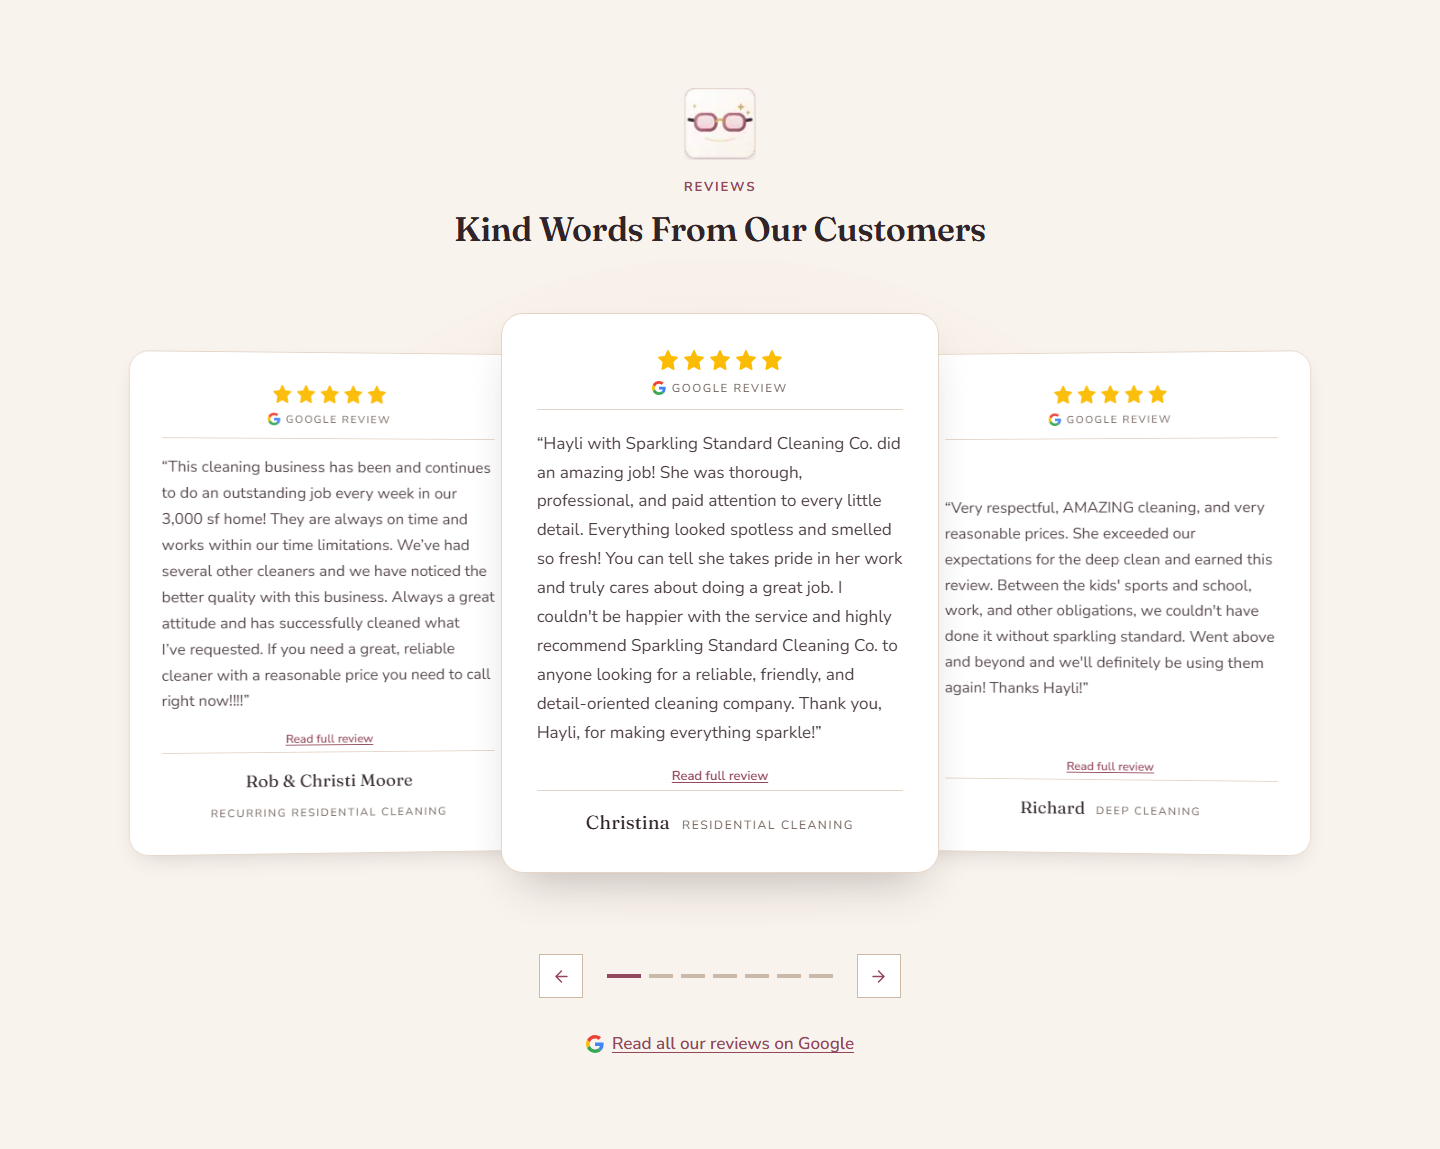 REVIEWS
Kind Words From Our Customers
GOOGLE REVIEW
“This cleaning business has been and continues
to do an outstanding job every week in our
3,000 sf home! They are always on time and
works within our time limitations. We’ve had
several other cleaners and we have noticed the
better quality with this business. Always a great
attitude and has successfully cleaned what
I’ve requested. If you need a great, reliable
cleaner with a reasonable price you need to call
right now!!!!”
Read full review
Rob & Christi Moore
RECURRING RESIDENTIAL CLEANING
GOOGLE REVIEW
“Hayli with Sparkling Standard Cleaning Co. did
an amazing job! She was thorough,
professional, and paid attention to every little
detail. Everything looked spotless and smelled
so fresh! You can tell she takes pride in her work
and truly cares about doing a great job. I
couldn't be happier with the service and highly
recommend Sparkling Standard Cleaning Co. to
anyone looking for a reliable, friendly, and
detail-oriented cleaning company. Thank you,
Hayli, for making everything sparkle!”
Read full review
Christina RESIDENTIAL CLEANING
GOOGLE REVIEW
“Very respectful, AMAZING cleaning, and very
reasonable prices. She exceeded our
expectations for the deep clean and earned this
review. Between the kids' sports and school,
work, and other obligations, we couldn't have
done it without sparkling standard. Went above
and beyond and we'll definitely be using them
again! Thanks Hayli!”
Read full review
Richard DEEP CLEANING
Read all our reviews on Google